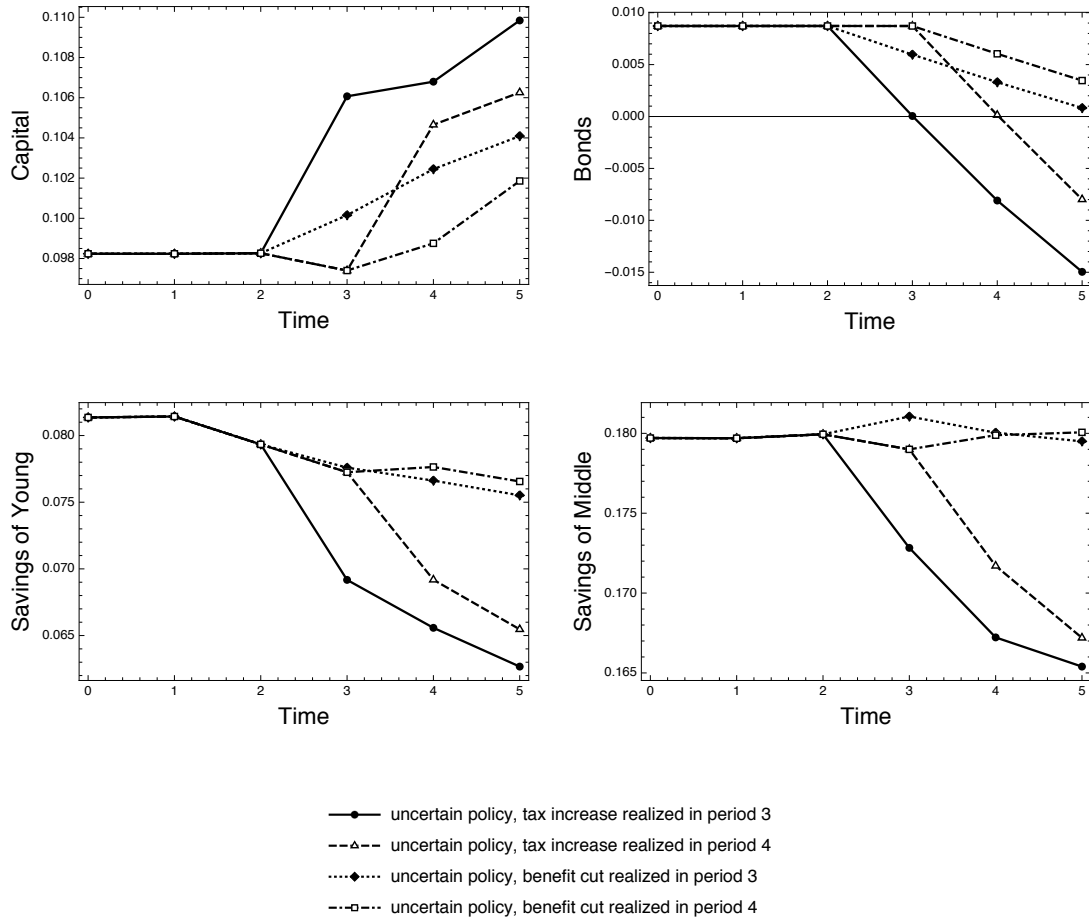 0.110
0.108
0.106
0.104
0.102
0.100
0.098
Capital
0 1 2 3 4 5
Time
0.010
0.005
0.000
−0.005
−0.010
−0.015
Bonds
0 1 2 3 4 5
Time
0.080
0.075
0.070
0.065
Savings of Young
0 1 2 3 4 5
Time
0.180
0.175
0.170
0.165
Savings of Middle
0 1 2 3 4 5
Time
uncertain policy, tax increase realized in period 3
uncertain policy, tax increase realized in period 4
uncertain policy, benefit cut realized in period 3
uncertain policy, benefit cut realized in period 4